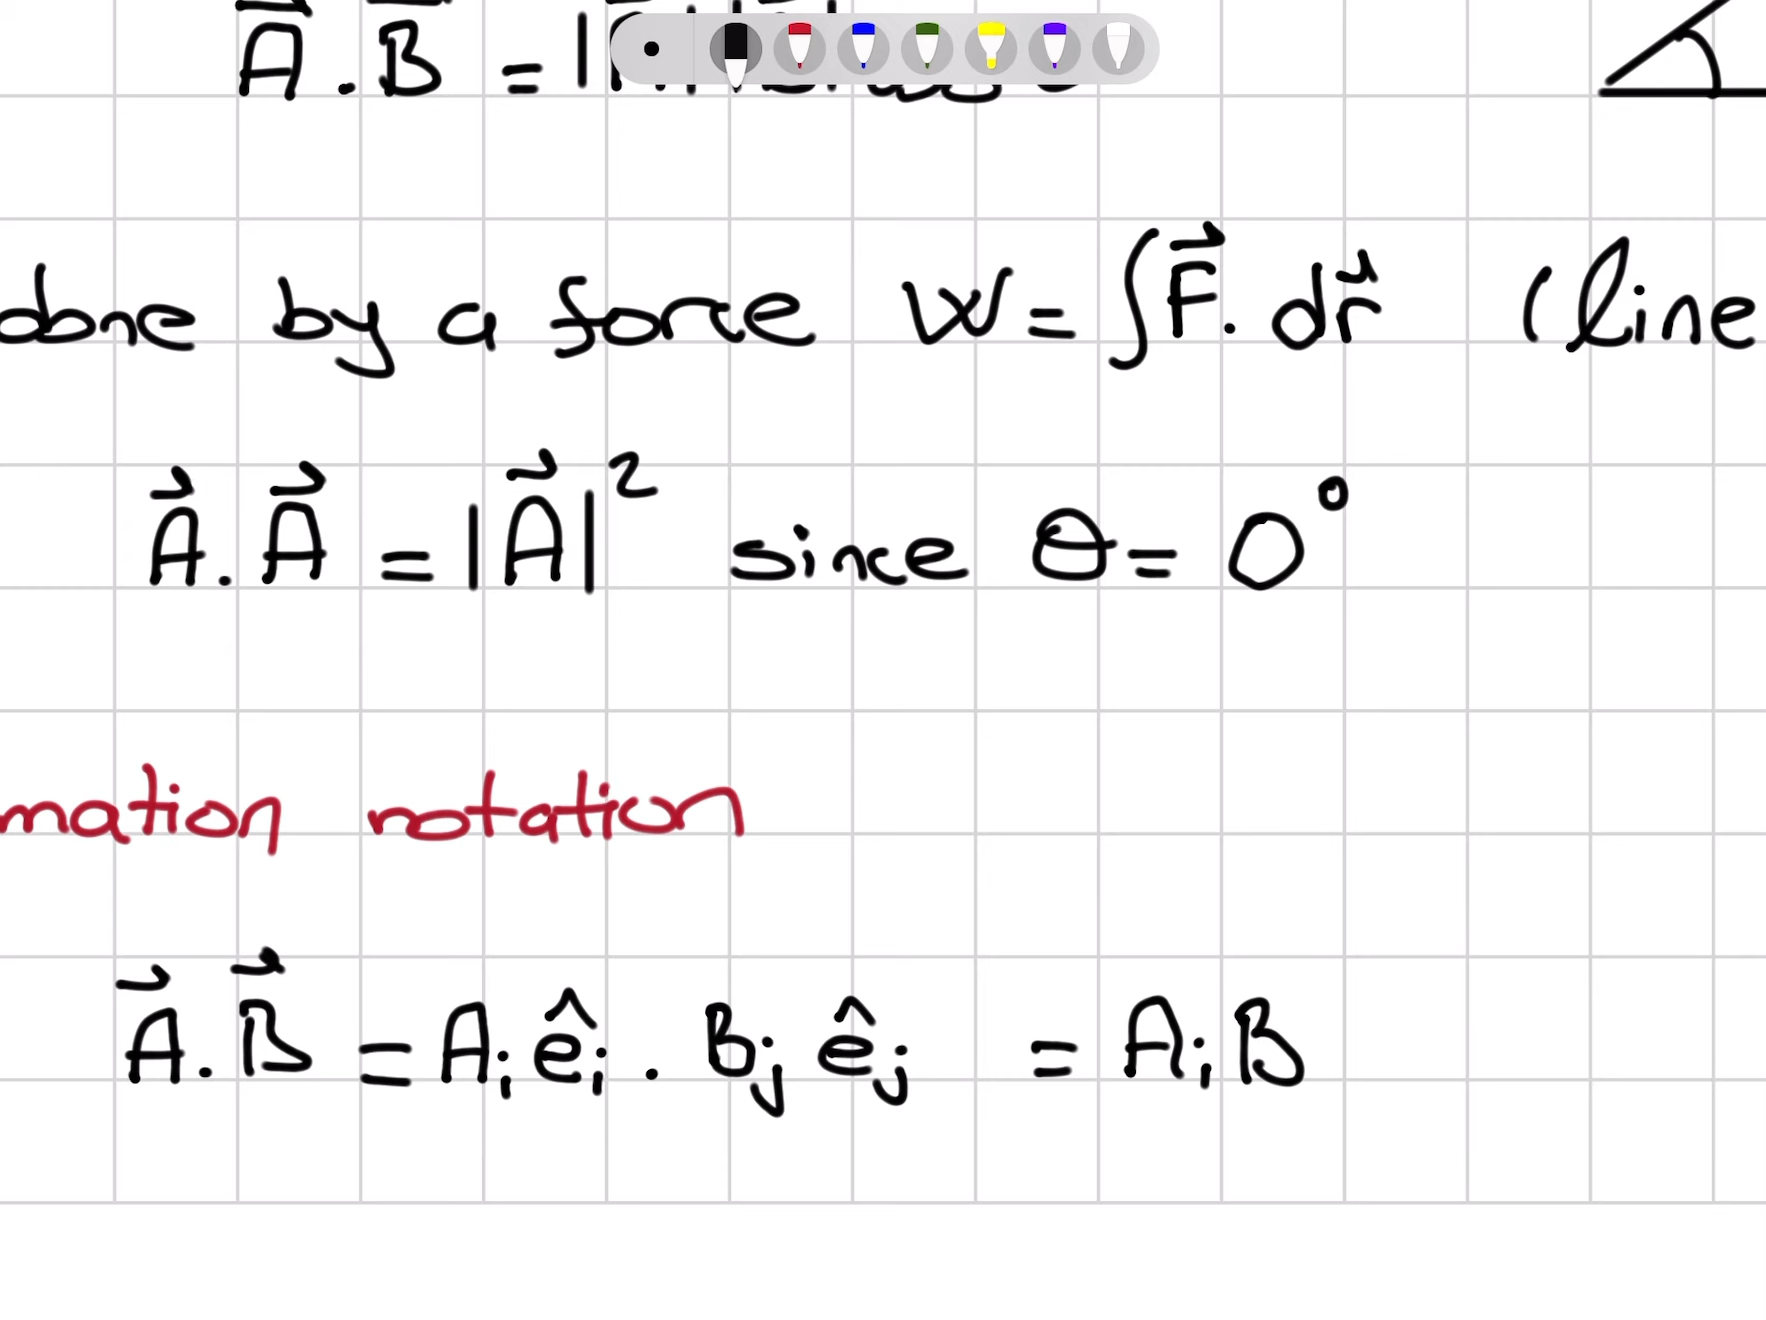 A⃗ . B⃗ = |
done by a force W = ∫F⃗ . dr⃗ (line
A⃗ . A⃗ = |A⃗|² since θ = 0°
mation notation
A⃗ . B⃗ = Aᵢ êᵢ . Bⱼ êⱼ = Aᵢ B